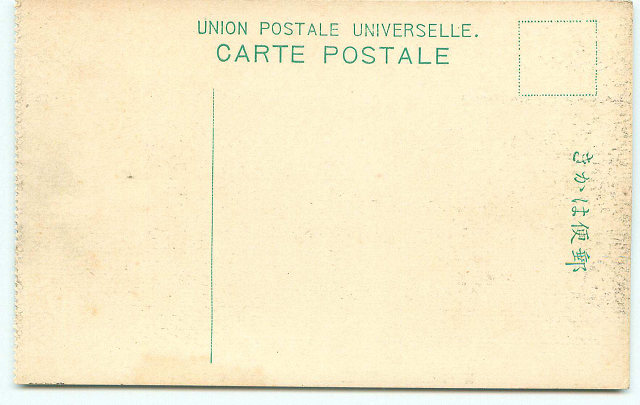 UNION POSTALE UNIVERSELLE.
CARTE POSTALE
郵便はかき